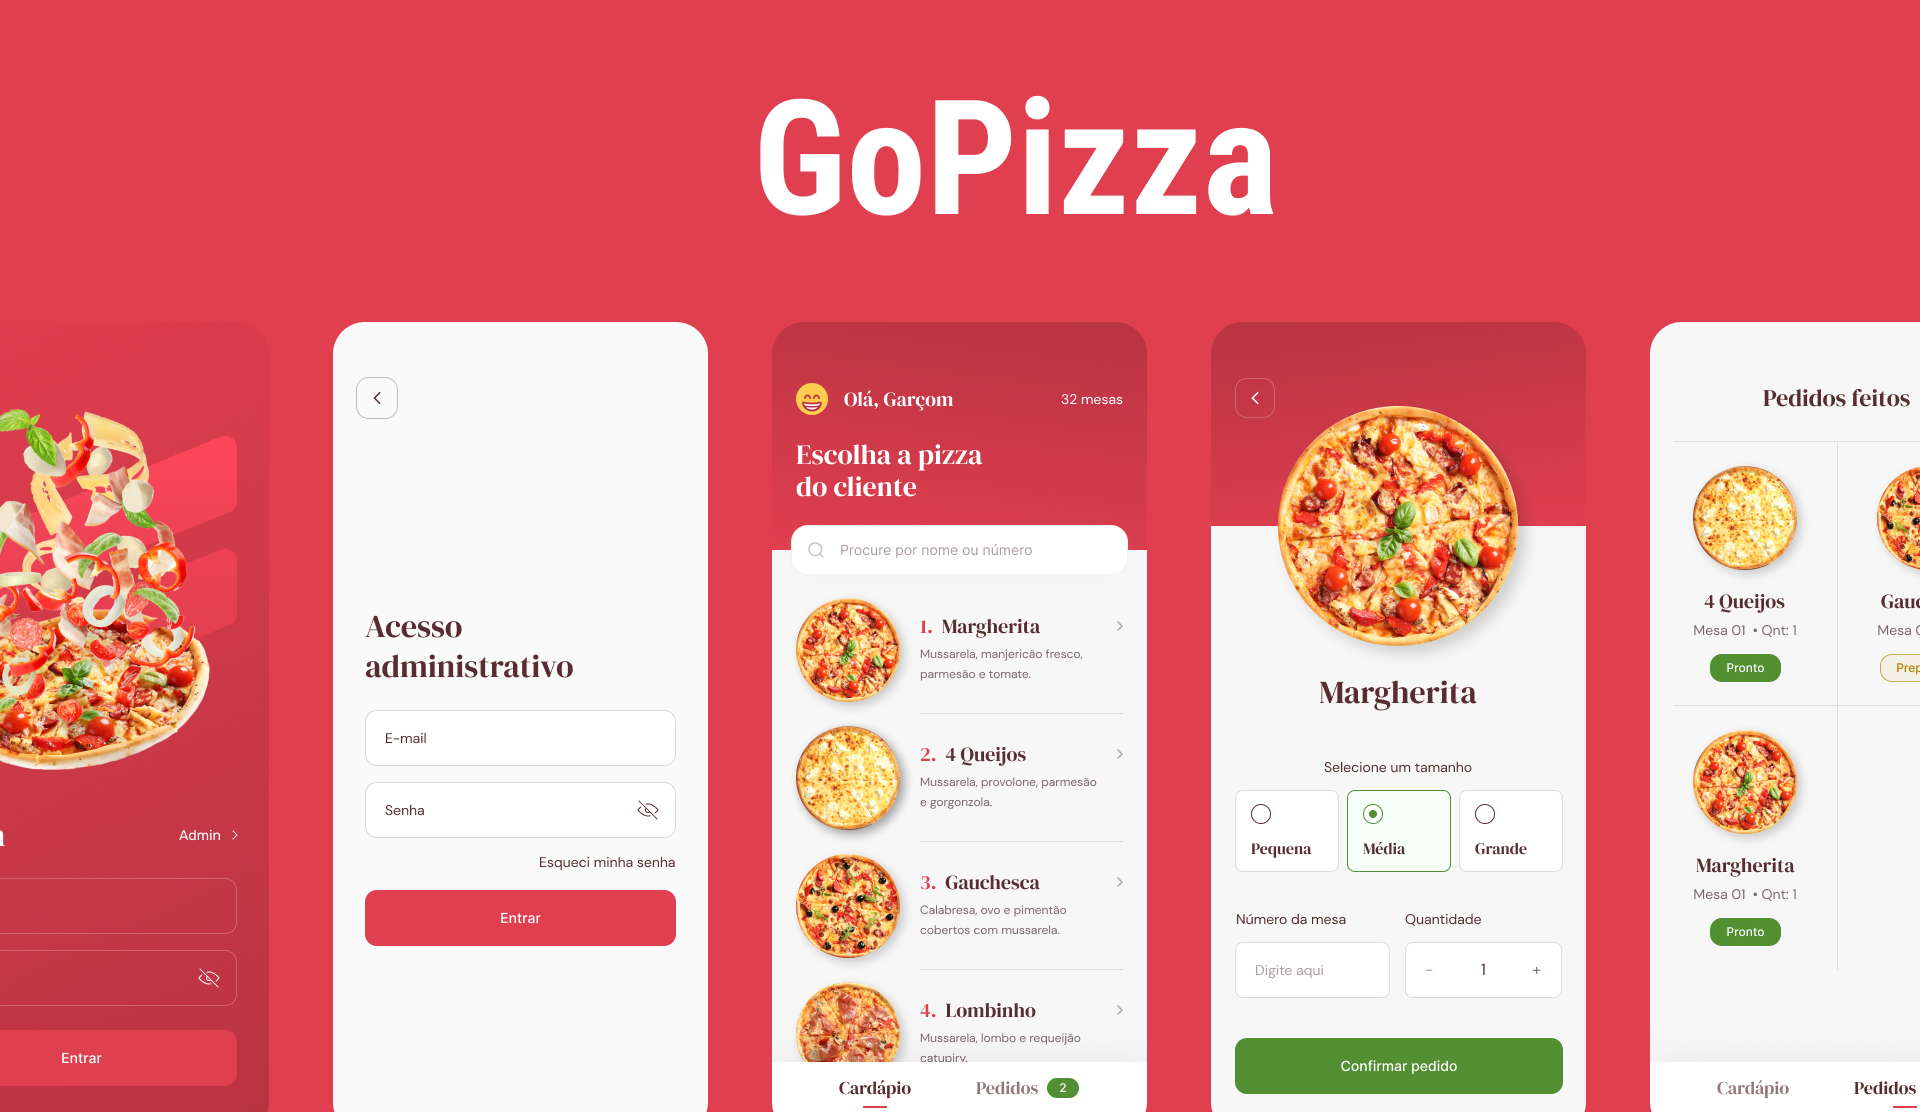 GoPizza
Admin
Entrar
Acesso
administrativo
E-mail
Senha
Esqueci minha senha
Entrar
Olá, Garçom
32 mesas
Escolha a pizza
do cliente
Procure por nome ou número
1. Margherita
Mussarela, manjericão fresco,
parmesão e tomate.
2. 4 Queijos
Mussarela, provolone, parmesão
e gorgonzola.
3. Gauchesca
Calabresa, ovo e pimentão
cobertos com mussarela.
4. Lombinho
Mussarela, lombo e requeijão
catupiry.
Cardápio
Pedidos 2
Margherita
Selecione um tamanho
Pequena
Média
Grande
Número da mesa
Quantidade
Digite aqui
- 1 +
Confirmar pedido
Pedidos feitos
4 Queijos
Mesa 01 • Qnt: 1
Pronto
Mesa
Margherita
Mesa 01 • Qnt: 1
Pronto
Cardápio
Pedidos